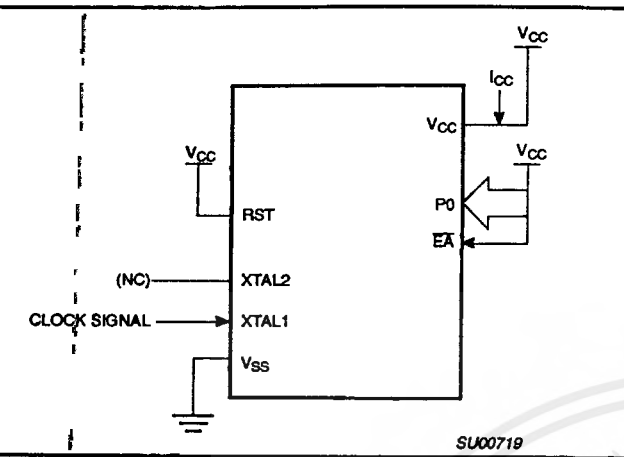 VCC
ICC
VCC
VCC
VCC
P0
RST
EA
(NC)
XTAL2
CLOCK SIGNAL
XTAL1
VSS
SU00719